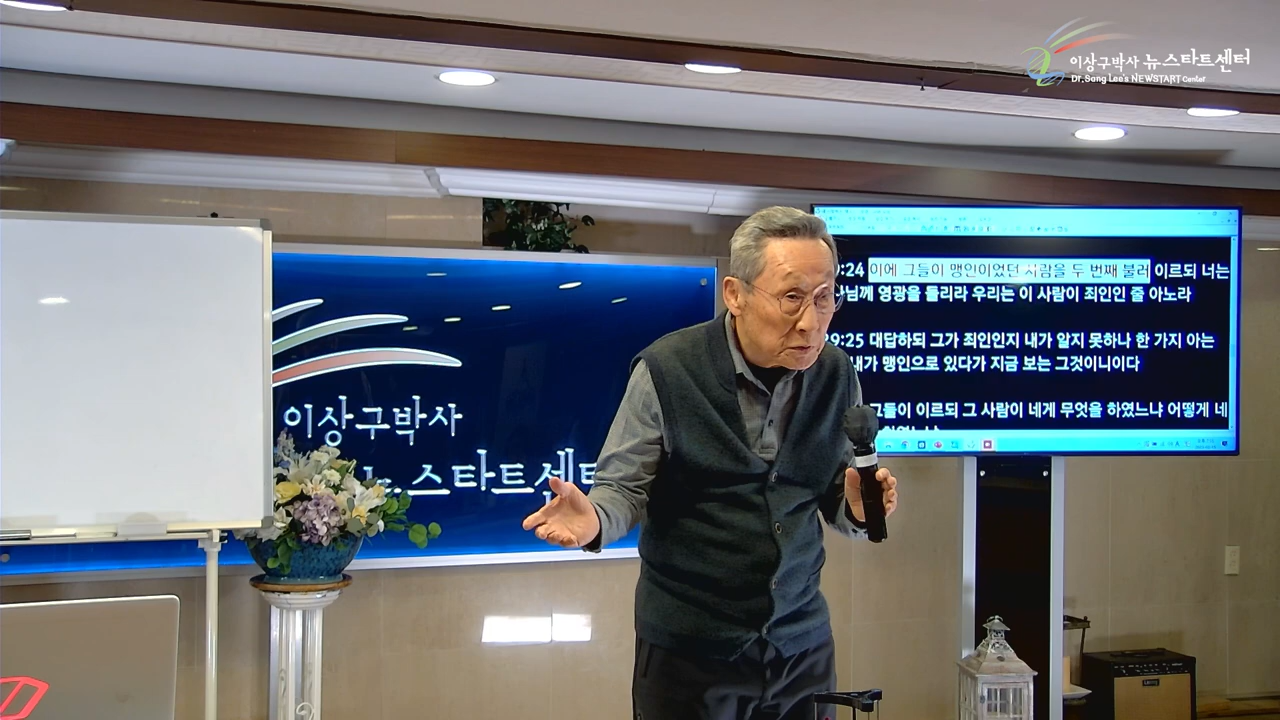 이상구박사 뉴스타트센터
Dr. Sang Lee's NEWSTART Center
이상구박사
스타트센
:24 이에 그들이 맹인이었던 사람을 두 번째 불러 이르되 너는
님께 영광을 돌리라 우리는 이 사람이 죄인인 줄 아노라
9:25 대답하되 그가 죄인인지 내가 알지 못하나 한 가지 아는
내가 맹인으로 있다가 지금 보는 그것이니이다
그들이 이르되 그 사람이 네게 무엇을 하였느냐 어떻게 네